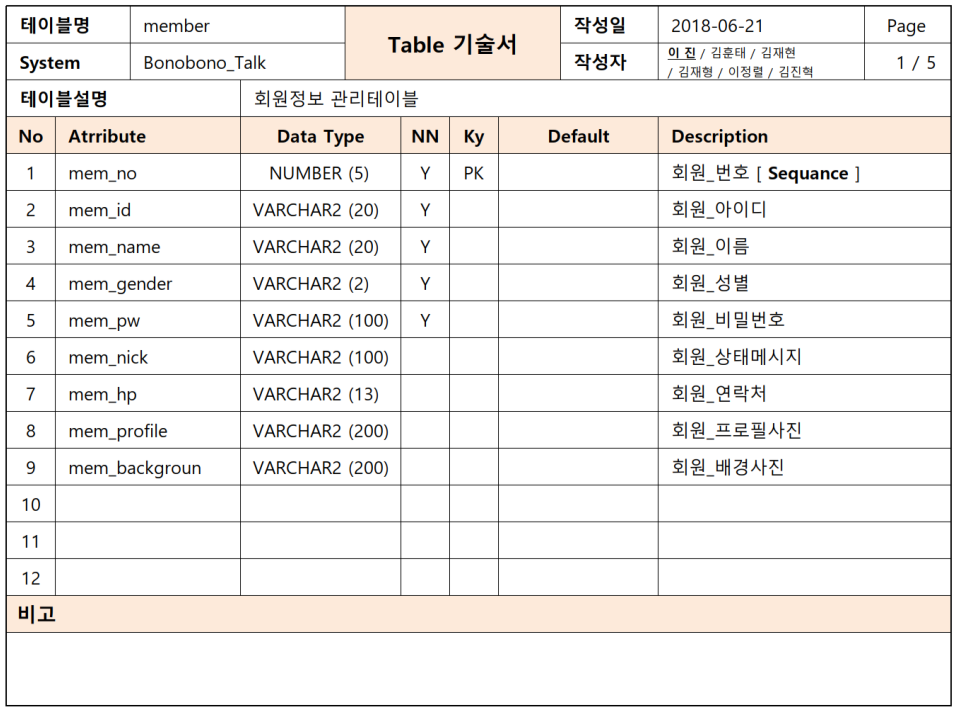 테이블명 member Table 기술서 작성일 2018-06-21 Page
System Bonobono_Talk 작성자 이 진 / 김훈태 / 김재현
/ 김재형 / 이정렬 / 김진혁 1 / 5
테이블설명 회원정보 관리테이블
No Atrribute Data Type NN Ky Default Description
1 mem_no NUMBER (5) Y PK 회원_번호 [ Sequance ]
2 mem_id VARCHAR2 (20) Y 회원_아이디
3 mem_name VARCHAR2 (20) Y 회원_이름
4 mem_gender VARCHAR2 (2) Y 회원_성별
5 mem_pw VARCHAR2 (100) Y 회원_비밀번호
6 mem_nick VARCHAR2 (100) 회원_상태메시지
7 mem_hp VARCHAR2 (13) 회원_연락처
8 mem_profile VARCHAR2 (200) 회원_프로필사진
9 mem_backgroun VARCHAR2 (200) 회원_배경사진
10
11
12
비고